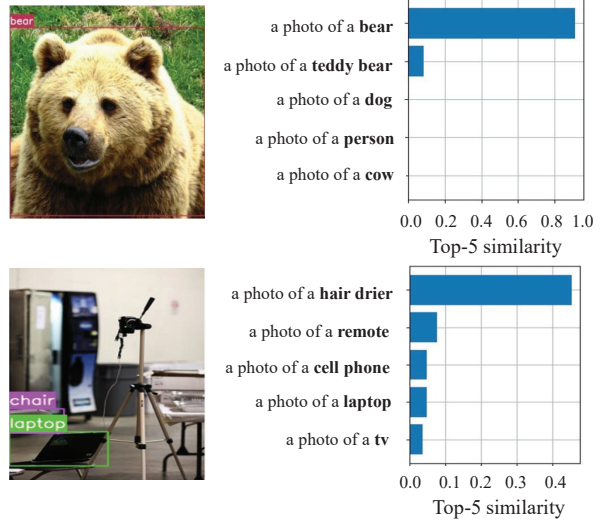 bear
a photo of a bear
a photo of a teddy bear
a photo of a dog
a photo of a person
a photo of a cow
0.0 0.2 0.4 0.6 0.8 1.0
Top-5 similarity
chair
laptop
a photo of a hair drier
a photo of a remote
a photo of a cell phone
a photo of a laptop
a photo of a tv
0.0 0.1 0.2 0.3 0.4
Top-5 similarity